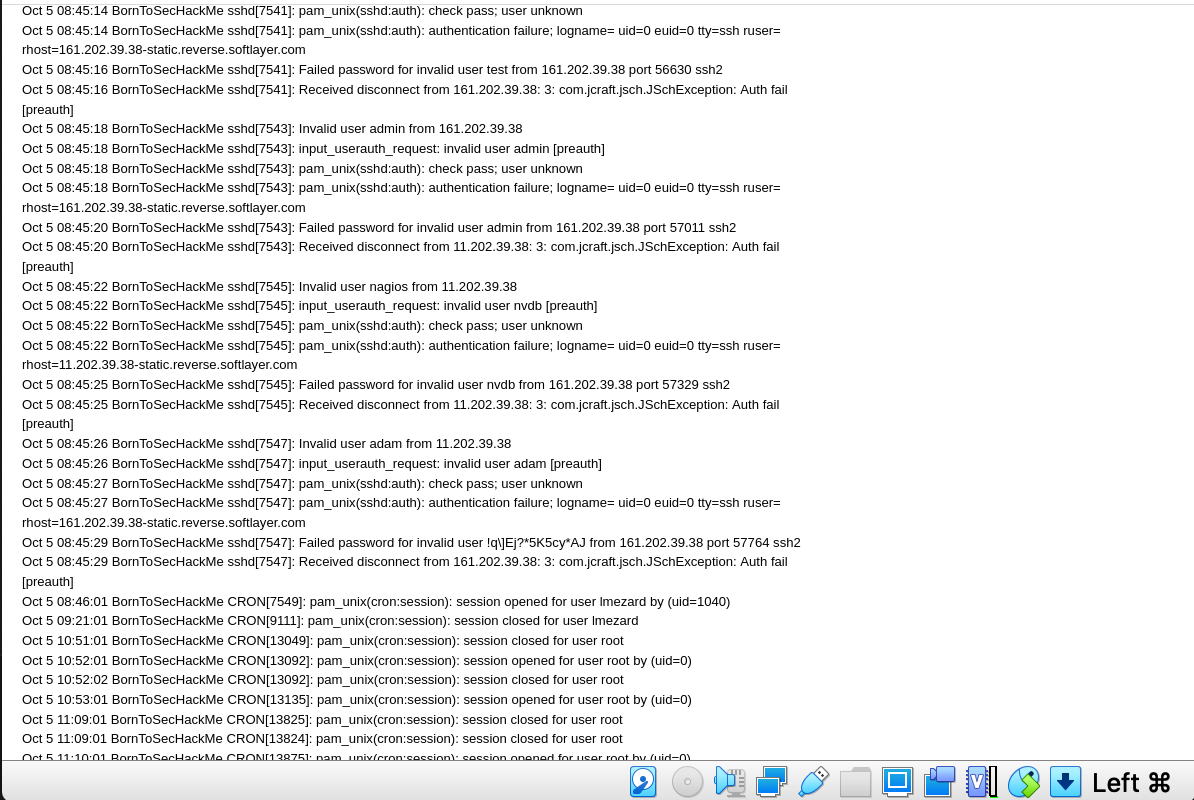 Oct 5 08:45:14 BornToSecHackMe sshd[7541]: pam_unix(sshd:auth): check pass; user unknown
Oct 5 08:45:14 BornToSecHackMe sshd[7541]: pam_unix(sshd:auth): authentication failure; logname= uid=0 euid=0 tty=ssh ruser=
rhost=161.202.39.38-static.reverse.softlayer.com
Oct 5 08:45:16 BornToSecHackMe sshd[7541]: Failed password for invalid user test from 161.202.39.38 port 56630 ssh2
Oct 5 08:45:16 BornToSecHackMe sshd[7541]: Received disconnect from 161.202.39.38: 3: com.jcraft.jsch.JSchException: Auth fail
[preauth]
Oct 5 08:45:18 BornToSecHackMe sshd[7543]: Invalid user admin from 161.202.39.38
Oct 5 08:45:18 BornToSecHackMe sshd[7543]: input_userauth_request: invalid user admin [preauth]
Oct 5 08:45:18 BornToSecHackMe sshd[7543]: pam_unix(sshd:auth): check pass; user unknown
Oct 5 08:45:18 BornToSecHackMe sshd[7543]: pam_unix(sshd:auth): authentication failure; logname= uid=0 euid=0 tty=ssh ruser=
rhost=161.202.39.38-static.reverse.softlayer.com
Oct 5 08:45:20 BornToSecHackMe sshd[7543]: Failed password for invalid user admin from 161.202.39.38 port 57011 ssh2
Oct 5 08:45:20 BornToSecHackMe sshd[7543]: Received disconnect from 11.202.39.38: 3: com.jcraft.jsch.JSchException: Auth fail
[preauth]
Oct 5 08:45:22 BornToSecHackMe sshd[7545]: Invalid user nagios from 11.202.39.38
Oct 5 08:45:22 BornToSecHackMe sshd[7545]: input_userauth_request: invalid user nvdb [preauth]
Oct 5 08:45:22 BornToSecHackMe sshd[7545]: pam_unix(sshd:auth): check pass; user unknown
Oct 5 08:45:22 BornToSecHackMe sshd[7545]: pam_unix(sshd:auth): authentication failure; logname= uid=0 euid=0 tty=ssh ruser=
rhost=11.202.39.38-static.reverse.softlayer.com
Oct 5 08:45:25 BornToSecHackMe sshd[7545]: Failed password for invalid user nvdb from 161.202.39.38 port 57329 ssh2
Oct 5 08:45:25 BornToSecHackMe sshd[7545]: Received disconnect from 11.202.39.38: 3: com.jcraft.jsch.JSchException: Auth fail
[preauth]
Oct 5 08:45:26 BornToSecHackMe sshd[7547]: Invalid user adam from 11.202.39.38
Oct 5 08:45:26 BornToSecHackMe sshd[7547]: input_userauth_request: invalid user adam [preauth]
Oct 5 08:45:27 BornToSecHackMe sshd[7547]: pam_unix(sshd:auth): check pass; user unknown
Oct 5 08:45:27 BornToSecHackMe sshd[7547]: pam_unix(sshd:auth): authentication failure; logname= uid=0 euid=0 tty=ssh ruser=
rhost=161.202.39.38-static.reverse.softlayer.com
Oct 5 08:45:29 BornToSecHackMe sshd[7547]: Failed password for invalid user !q\]Ej?*5K5cy*AJ from 161.202.39.38 port 57764 ssh2
Oct 5 08:45:29 BornToSecHackMe sshd[7547]: Received disconnect from 161.202.39.38: 3: com.jcraft.jsch.JSchException: Auth fail
[preauth]
Oct 5 08:46:01 BornToSecHackMe CRON[7549]: pam_unix(cron:session): session opened for user lmezard by (uid=1040)
Oct 5 09:21:01 BornToSecHackMe CRON[9111]: pam_unix(cron:session): session closed for user lmezard
Oct 5 10:51:01 BornToSecHackMe CRON[13049]: pam_unix(cron:session): session closed for user root
Oct 5 10:52:01 BornToSecHackMe CRON[13092]: pam_unix(cron:session): session opened for user root by (uid=0)
Oct 5 10:52:02 BornToSecHackMe CRON[13092]: pam_unix(cron:session): session closed for user root
Oct 5 10:53:01 BornToSecHackMe CRON[13135]: pam_unix(cron:session): session opened for user root by (uid=0)
Oct 5 11:09:01 BornToSecHackMe CRON[13825]: pam_unix(cron:session): session closed for user root
Oct 5 11:09:01 BornToSecHackMe CRON[13824]: pam_unix(cron:session): session closed for user root
Oct 5 11:10:01 BornToSecHackMe CRON[13875]: pam_unix(cron:session): session opened for user root by (uid=0)
Left ⌘